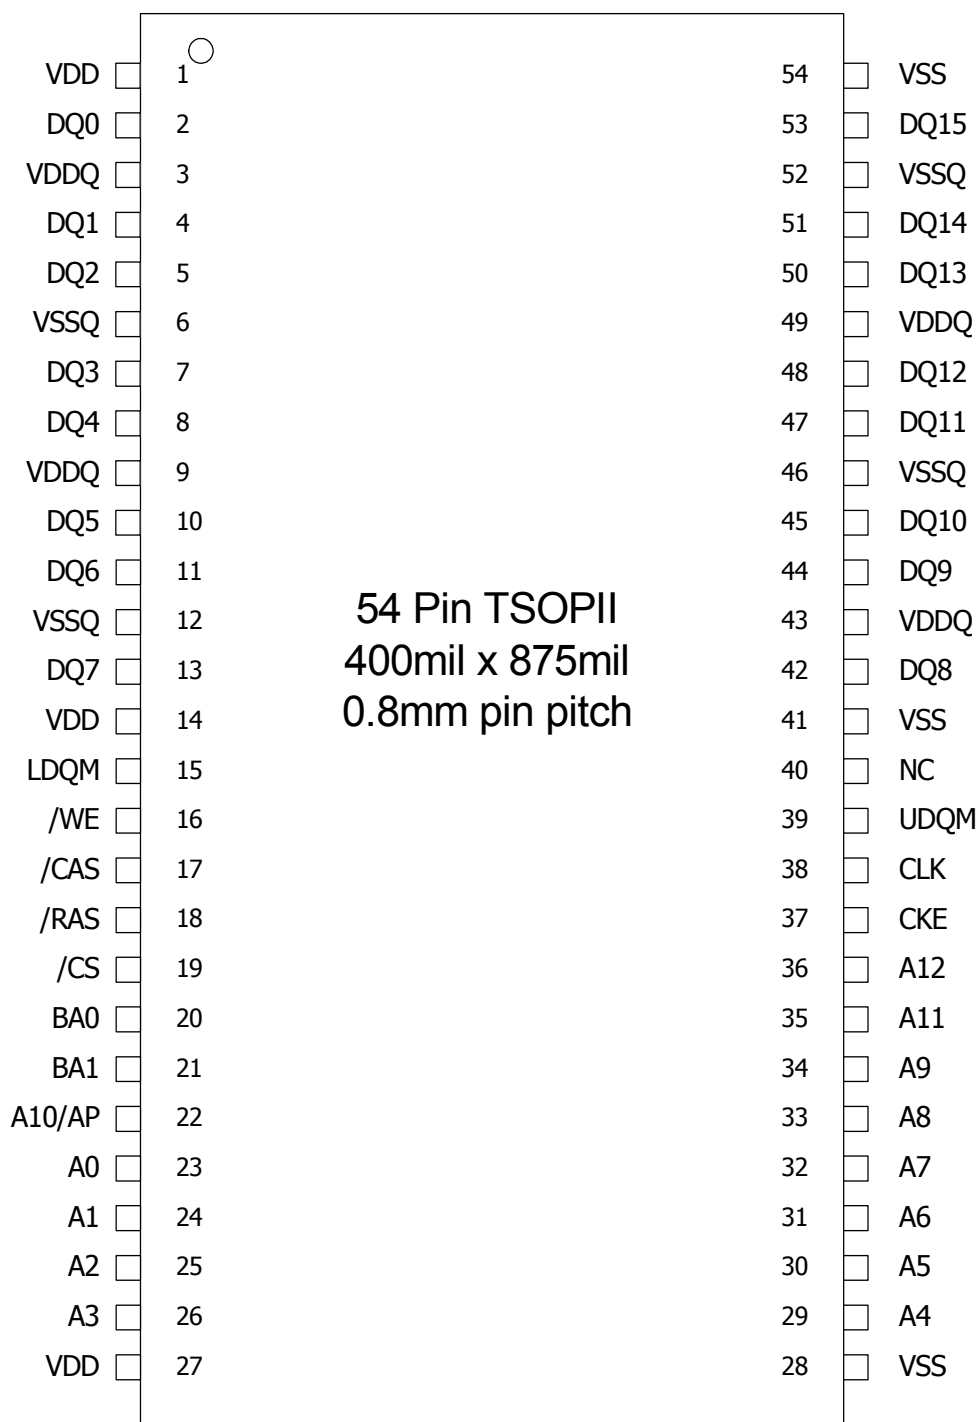 VDD 1 54 VSS
DQ0 2 53 DQ15
VDDQ 3 52 VSSQ
DQ1 4 51 DQ14
DQ2 5 50 DQ13
VSSQ 6 49 VDDQ
DQ3 7 48 DQ12
DQ4 8 47 DQ11
VDDQ 9 46 VSSQ
DQ5 10 45 DQ10
DQ6 11 44 DQ9
54 Pin TSOPII
VSSQ 12 43 VDDQ
400mil x 875mil
DQ7 13 42 DQ8
0.8mm pin pitch
VDD 14 41 VSS
LDQM 15 40 NC
/WE 16 39 UDQM
/CAS 17 38 CLK
/RAS 18 37 CKE
/CS 19 36 A12
BA0 20 35 A11
BA1 21 34 A9
A10/AP 22 33 A8
A0 23 32 A7
A1 24 31 A6
A2 25 30 A5
A3 26 29 A4
VDD 27 28 VSS